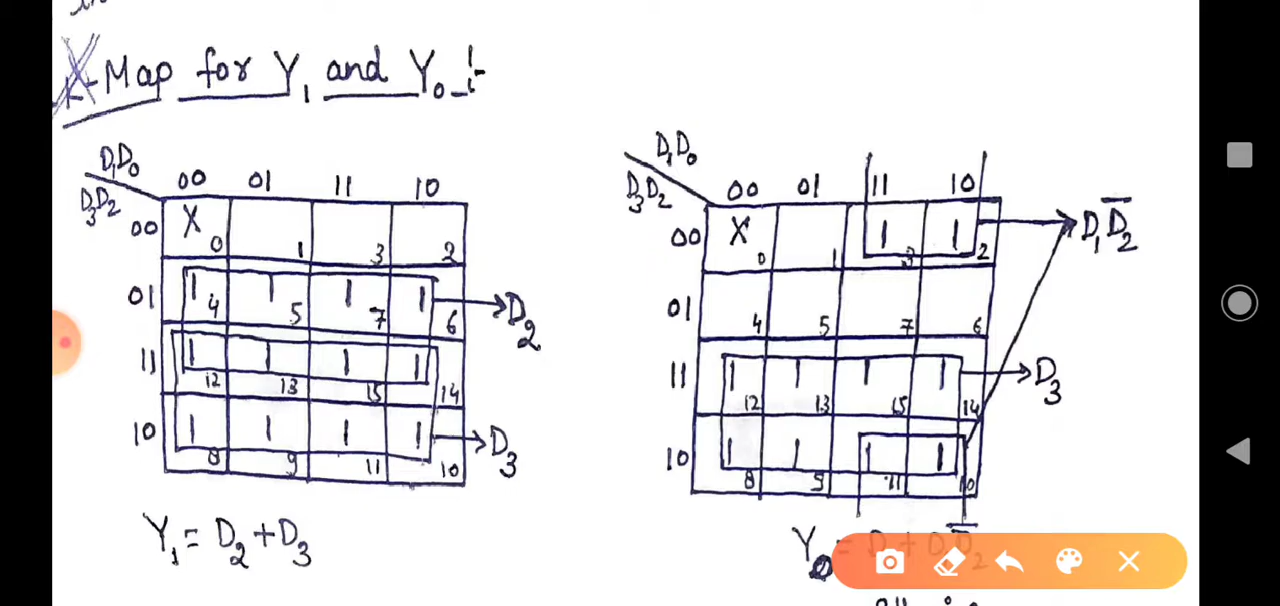 K-Map for Y₁ and Y₀ :-
D₁D₀
D₃D₂
00 01 11 10
00 X 0 1 3 2
01 1 4 1 5 1 7 1 6 → D₂
11 1 12 1 13 1 15 1 14
10 1 8 1 9 1 11 1 10 → D₃
Y₁ = D₂ + D₃
D₁D₀
D₃D₂
00 01 11 10
00 X 0 1 1 3 1 2 → D₁D̅₂
01 4 5 7 6
11 1 12 1 13 1 15 1 14 → D₃
10 1 8 1 9 1 11 1 10
Y₀ =